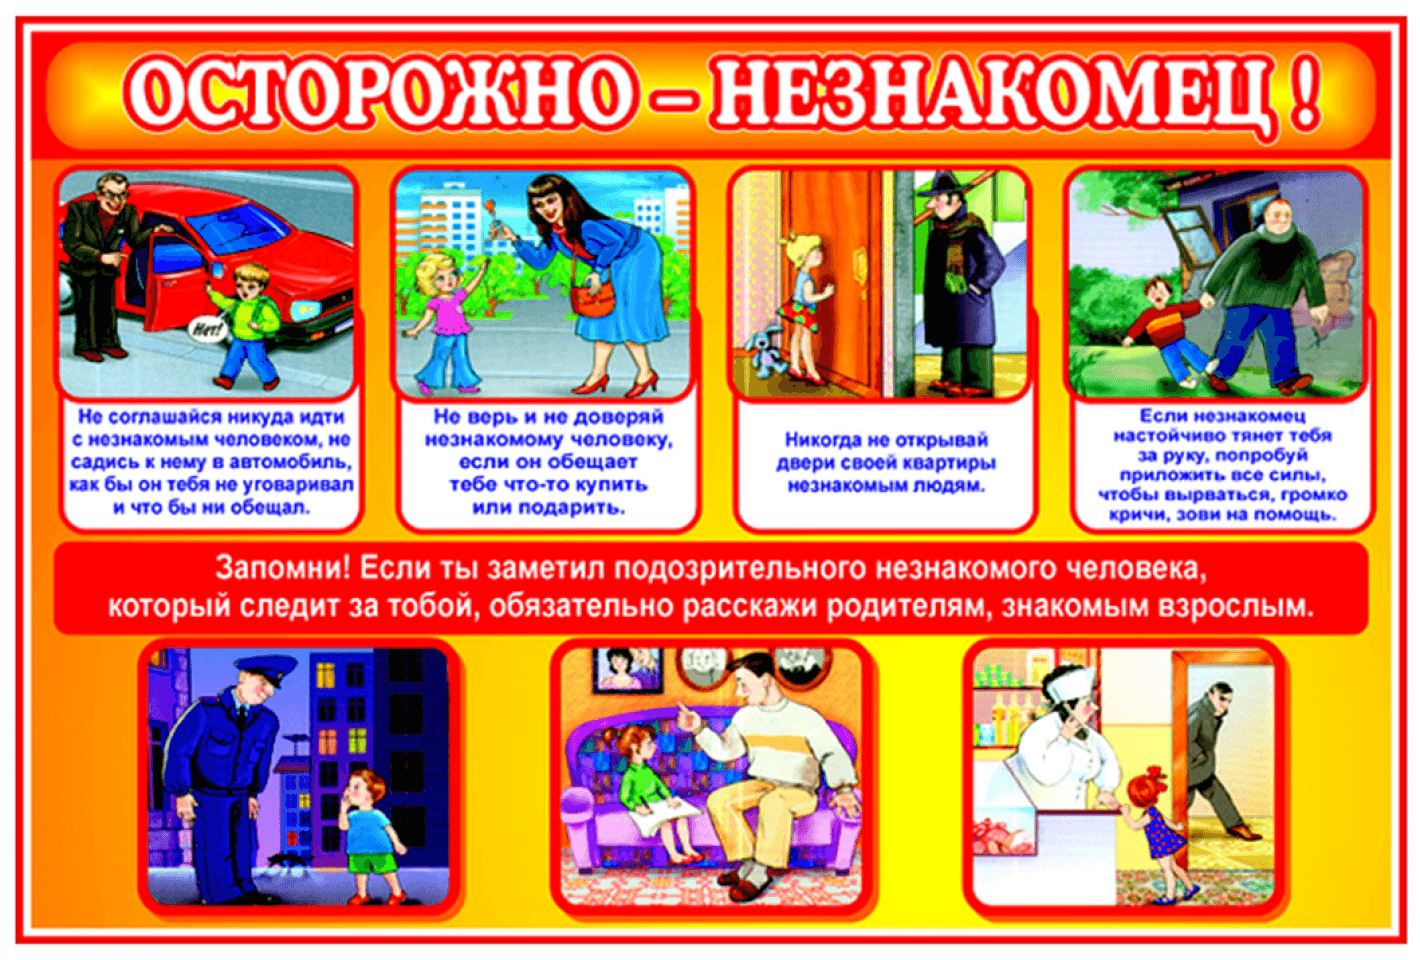 ОСТОРОЖНО – НЕЗНАКОМЕЦ !
Нет!
Не соглашайся никуда идти
с незнакомым человеком, не
садись к нему в автомобиль,
как бы он тебя не уговаривал
и что бы ни обещал.
Не верь и не доверяй
незнакомому человеку,
если он обещает
тебе что-то купить
или подарить.
Никогда не открывай
двери своей квартиры
незнакомым людям.
Если незнакомец
настойчиво тянет тебя
за руку, попробуй
приложить все силы,
чтобы вырваться, громко
кричи, зови на помощь.
Запомни! Если ты заметил подозрительного незнакомого человека,
который следит за тобой, обязательно расскажи родителям, знакомым взрослым.